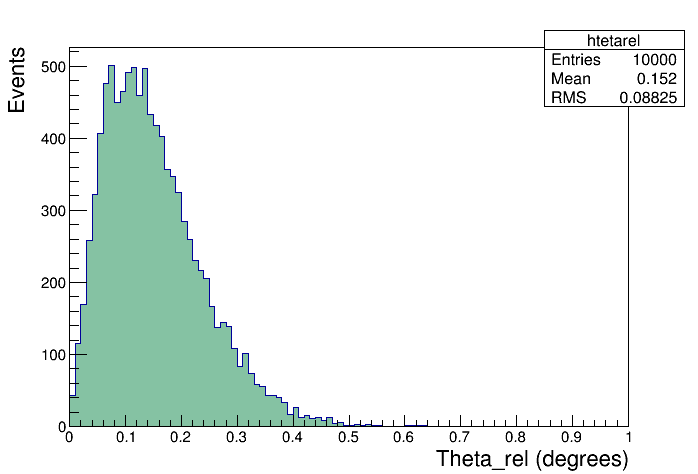 htetarel
Entries 10000
Mean 0.152
RMS 0.08825
Events
500
400
300
200
100
0
0 0.1 0.2 0.3 0.4 0.5 0.6 0.7 0.8 0.9 1
Theta_rel (degrees)